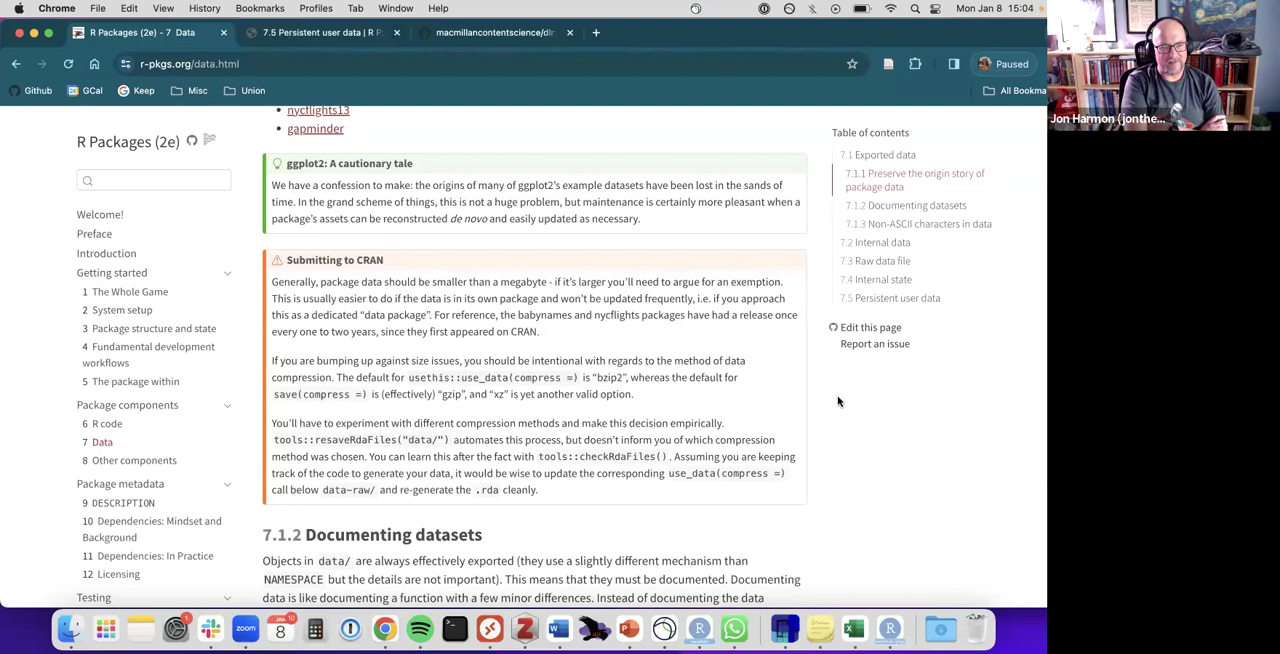 Chrome File Edit View History Bookmarks Profiles Tab Window Help Mon Jan 8 15:04
R Packages (2e) - 7 Data
7.5 Persistent user data | R P
macmillancontentscience/dlr
r-pkgs.org/data.html
Paused
Github GCal Keep Misc Union All Bookma
R Packages (2e)
Welcome!
Preface
Introduction
Getting started
1 The Whole Game
2 System setup
3 Package structure and state
4 Fundamental development
workflows
5 The package within
Package components
6 R code
7 Data
8 Other components
Package metadata
9 DESCRIPTION
10 Dependencies: Mindset and
Background
11 Dependencies: In Practice
12 Licensing
Testing
nycflights13
gapminder
ggplot2: A cautionary tale
We have a confession to make: the origins of many of ggplot2's example datasets have been lost in the sands of
time. In the grand scheme of things, this is not a huge problem, but maintenance is certainly more pleasant when a
package's assets can be reconstructed de novo and easily updated as necessary.
Submitting to CRAN
Generally, package data should be smaller than a megabyte - if it's larger you'll need to argue for an exemption.
This is usually easier to do if the data is in its own package and won't be updated frequently, i.e. if you approach
this as a dedicated "data package". For reference, the babynames and nycflights packages have had a release once
every one to two years, since they first appeared on CRAN.
If you are bumping up against size issues, you should be intentional with regards to the method of data
compression. The default for usethis::use_data(compress =) is "bzip2", whereas the default for
save(compress =) is (effectively) "gzip", and "xz" is yet another valid option.
You'll have to experiment with different compression methods and make this decision empirically.
tools::resaveRdaFiles("data/") automates this process, but doesn't inform you of which compression
method was chosen. You can learn this after the fact with tools::checkRdaFiles(). Assuming you are keeping
track of the code to generate your data, it would be wise to update the corresponding use_data(compress =)
call below data-raw/ and re-generate the .rda cleanly.
7.1.2 Documenting datasets
Objects in data/ are always effectively exported (they use a slightly different mechanism than
NAMESPACE but the details are not important). This means that they must be documented. Documenting
data is like documenting a function with a few minor differences. Instead of documenting the data
Table of contents
7.1 Exported data
7.1.1 Preserve the origin story of
package data
7.1.2 Documenting datasets
7.1.3 Non-ASCII characters in data
7.2 Internal data
7.3 Raw data file
7.4 Internal state
7.5 Persistent user data
Edit this page
Report an issue
Jon Harmon (jonthe...
zoom
8